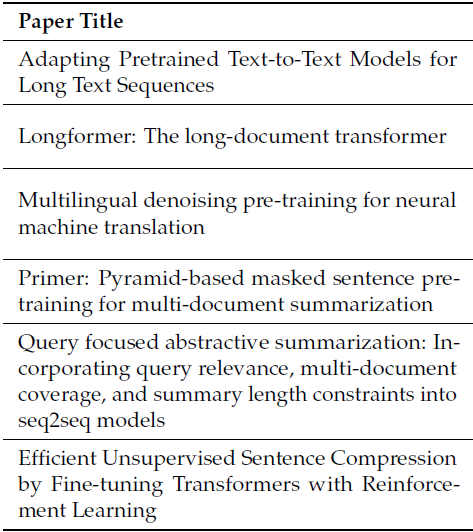 Paper Title
Adapting Pretrained Text-to-Text Models for
Long Text Sequences
Longformer: The long-document transformer
Multilingual denoising pre-training for neural
machine translation
Primer: Pyramid-based masked sentence pre-
training for multi-document summarization
Query focused abstractive summarization: In-
corporating query relevance, multi-document
coverage, and summary length constraints into
seq2seq models
Efficient Unsupervised Sentence Compression
by Fine-tuning Transformers with Reinforce-
ment Learning